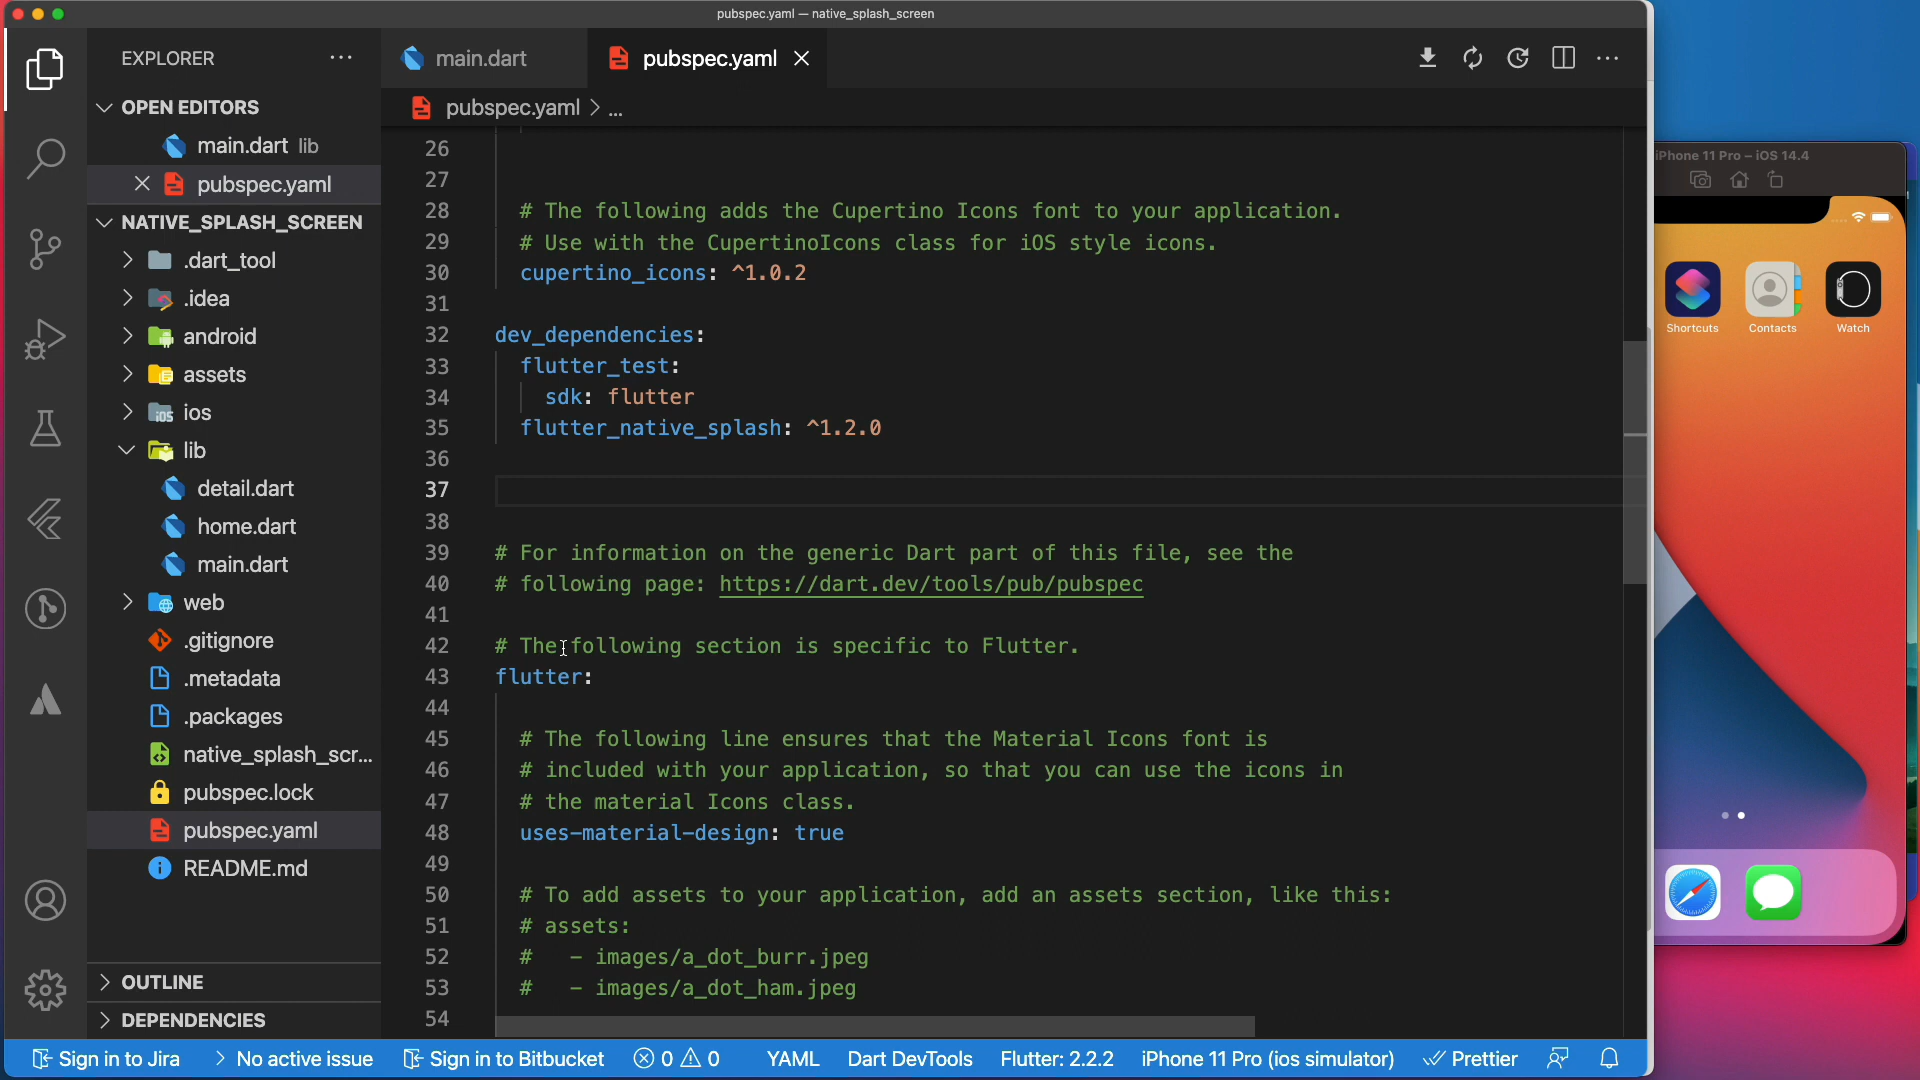 pubspec.yaml — native_splash_screen
EXPLORER
main.dart
pubspec.yaml
OPEN EDITORS
pubspec.yaml > ...
main.dart lib
pubspec.yaml
NATIVE_SPLASH_SCREEN
.dart_tool
.idea
android
assets
ios
lib
detail.dart
home.dart
main.dart
web
.gitignore
.metadata
.packages
native_splash_scr...
pubspec.lock
pubspec.yaml
README.md
OUTLINE
DEPENDENCIES
26
27
28 # The following adds the Cupertino Icons font to your application.
29 # Use with the CupertinoIcons class for iOS style icons.
30 cupertino_icons: ^1.0.2
31
32 dev_dependencies:
33 flutter_test:
34 sdk: flutter
35 flutter_native_splash: ^1.2.0
36
37
38
39 # For information on the generic Dart part of this file, see the
40 # following page: https://dart.dev/tools/pub/pubspec
41
42 # The following section is specific to Flutter.
43 flutter:
44
45 # The following line ensures that the Material Icons font is
46 # included with your application, so that you can use the icons in
47 # the material Icons class.
48 uses-material-design: true
49
50 # To add assets to your application, add an assets section, like this:
51 # assets:
52 # - images/a_dot_burr.jpeg
53 # - images/a_dot_ham.jpeg
54
iPhone 11 Pro – iOS 14.4
Shortcuts
Contacts
Watch
Sign in to Jira
No active issue
Sign in to Bitbucket
0
0
YAML
Dart DevTools
Flutter: 2.2.2
iPhone 11 Pro (ios simulator)
Prettier